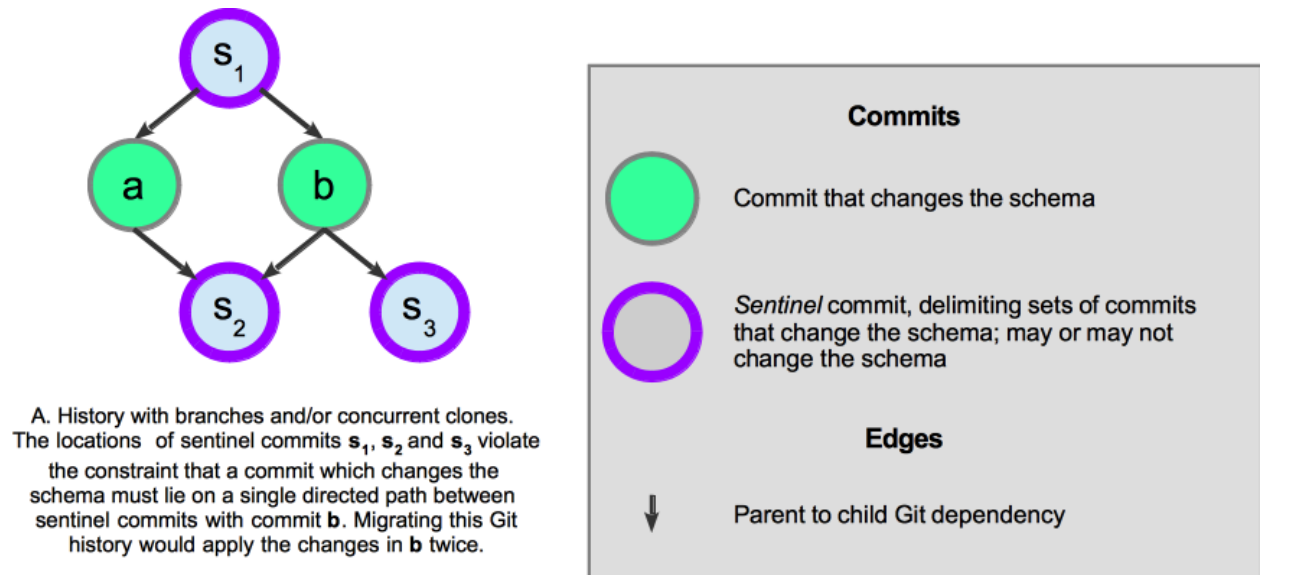 s1
a
b
s2
s3
A. History with branches and/or concurrent clones.
The locations of sentinel commits s1, s2 and s3 violate
the constraint that a commit which changes the
schema must lie on a single directed path between
sentinel commits with commit b. Migrating this Git
history would apply the changes in b twice.
Commits
Commit that changes the schema
Sentinel commit, delimiting sets of commits
that change the schema; may or may not
change the schema
Edges
Parent to child Git dependency